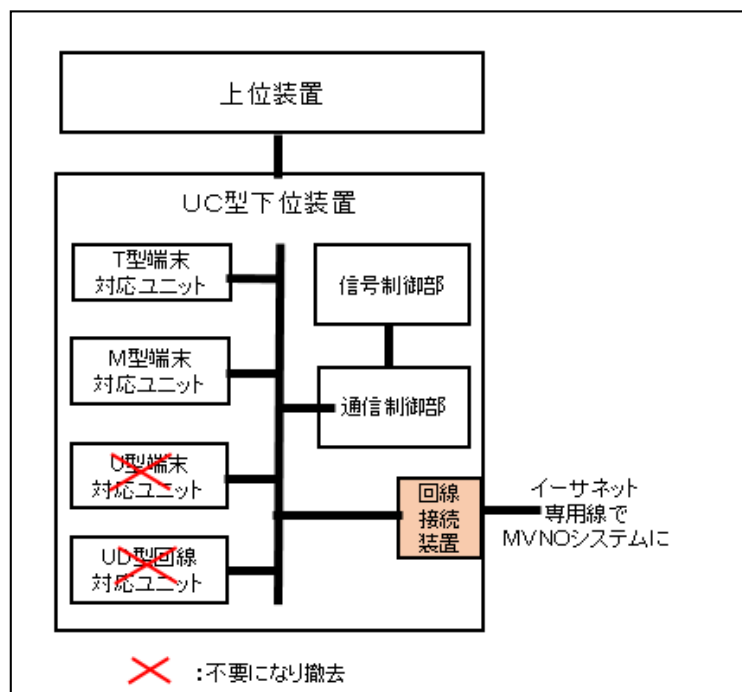 上位装置
UC型下位装置
T型端末
対応ユニット
信号制御部
M型端末
対応ユニット
通信制御部
U型端末
対応ユニット
回線
接続
装置
イーサネット
専用線で
MVNOシステムに
UD型回線
対応ユニット
:不要になり撤去